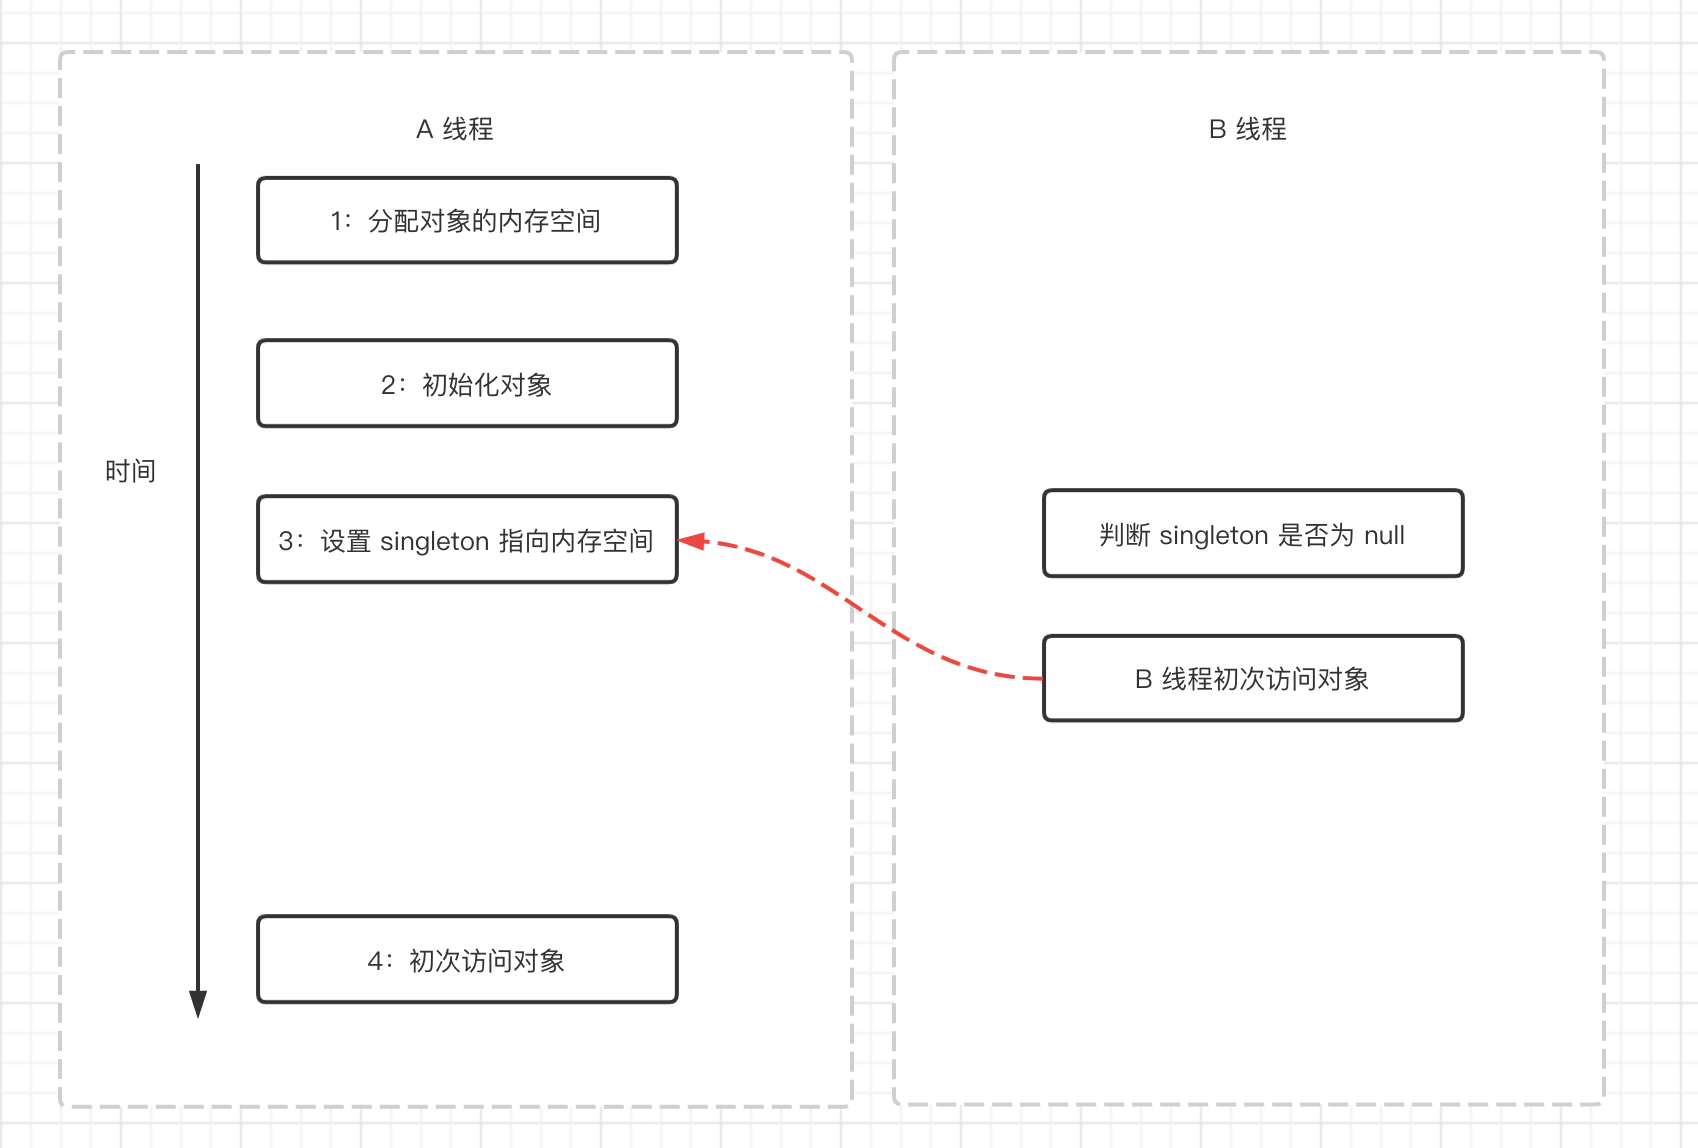 A 线程
1：分配对象的内存空间
2：初始化对象
时间
3：设置 singleton 指向内存空间
4：初次访问对象
B 线程
判断 singleton 是否为 null
B 线程初次访问对象